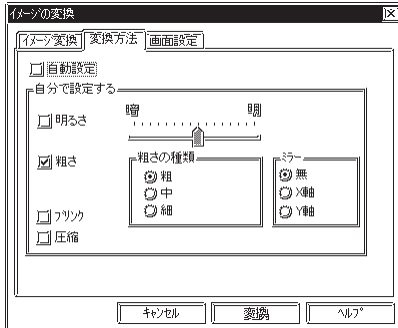 イメージの変換
イメージ変換 変換方法 画面設定
自動設定
自分で設定する
明るさ 暗 明
粗さ
粗さの種類
粗
中
細
ミラー
無
X軸
Y軸
ブリンク
圧縮
キャンセル 変換 ヘルプ